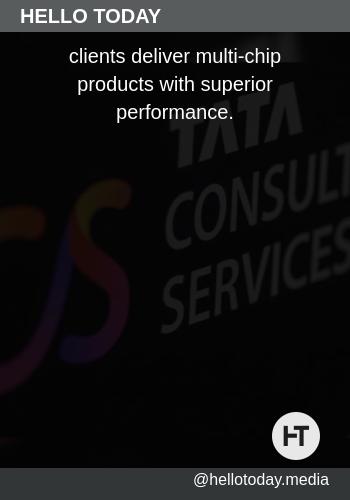 HELLO TODAY
clients deliver multi-chip
products with superior
performance.
TATA
CONSULT
SERVICES
HT
@hellotoday.media